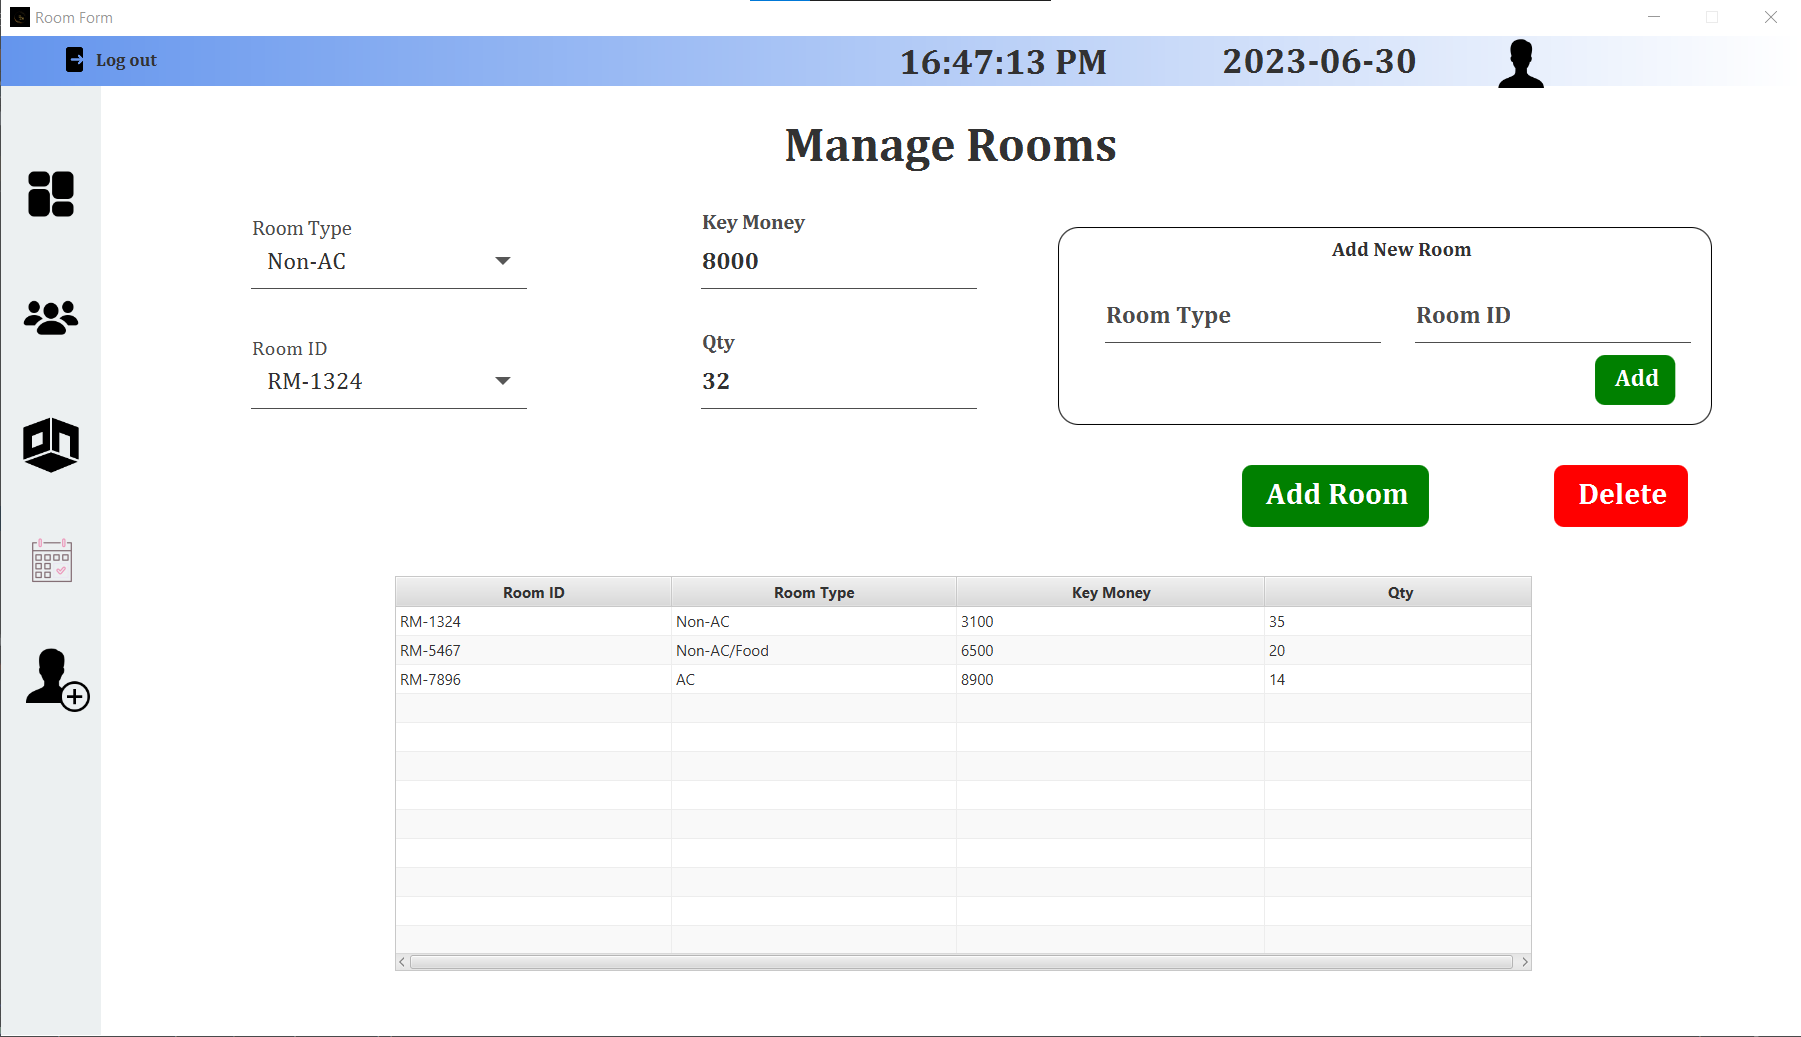 Room Form
Log out
16:47:13 PM
2023-06-30
Manage Rooms
Room Type
Non-AC
Key Money
8000
Room ID
RM-1324
Qty
32
Add New Room
Room Type
Room ID
Add
Add Room
Delete
Room ID Room Type Key Money Qty
RM-1324 Non-AC 3100 35
RM-5467 Non-AC/Food 6500 20
RM-7896 AC 8900 14